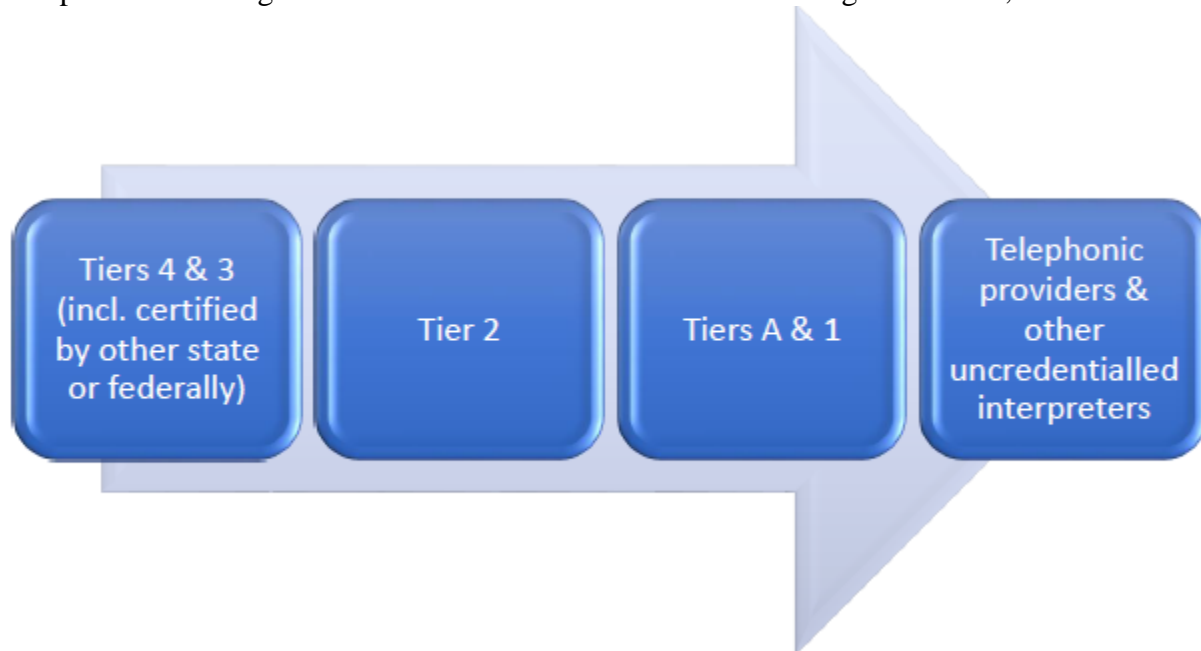 Tiers 4 & 3
(incl. certified
by other state
or federally)
Tier 2
Tiers A & 1
Telephonic
providers &
other
uncredentialled
interpreters